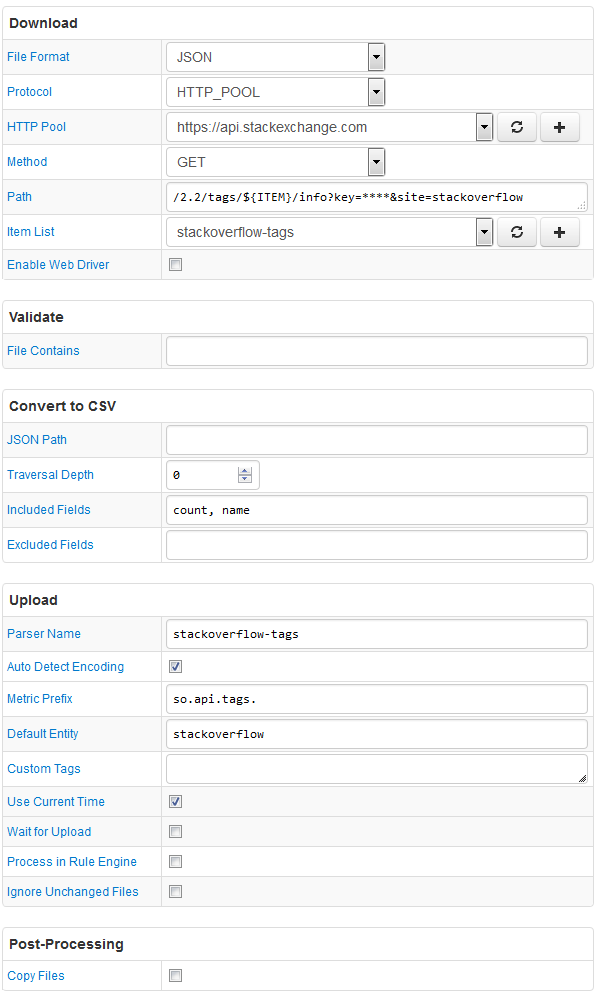 Download
File Format JSON
Protocol HTTP_POOL
HTTP Pool https://api.stackexchange.com
Method GET
Path /2.2/tags/${ITEM}/info?key=****&site=stackoverflow
Item List stackoverflow-tags
Enable Web Driver
Validate
File Contains
Convert to CSV
JSON Path
Traversal Depth 0
Included Fields count, name
Excluded Fields
Upload
Parser Name stackoverflow-tags
Auto Detect Encoding
Metric Prefix so.api.tags.
Default Entity stackoverflow
Custom Tags
Use Current Time
Wait for Upload
Process in Rule Engine
Ignore Unchanged Files
Post-Processing
Copy Files